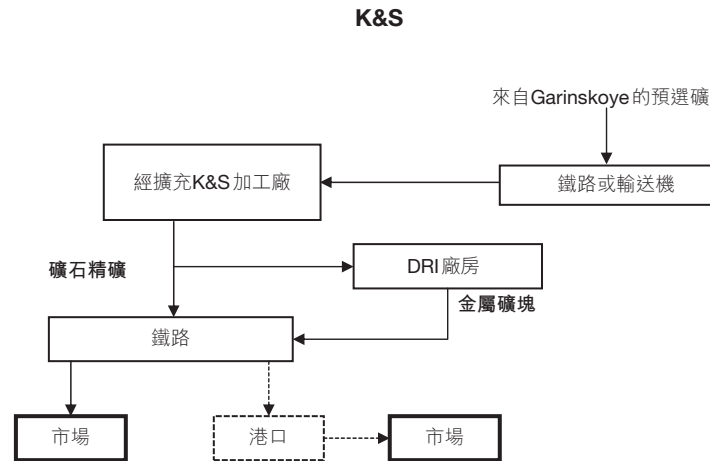 K&S
來自Garinskoye的預選礦
經擴充K&S加工廠
鐵路或輸送機
礦石精礦
DRI廠房
金屬礦塊
鐵路
市場
港口
市場